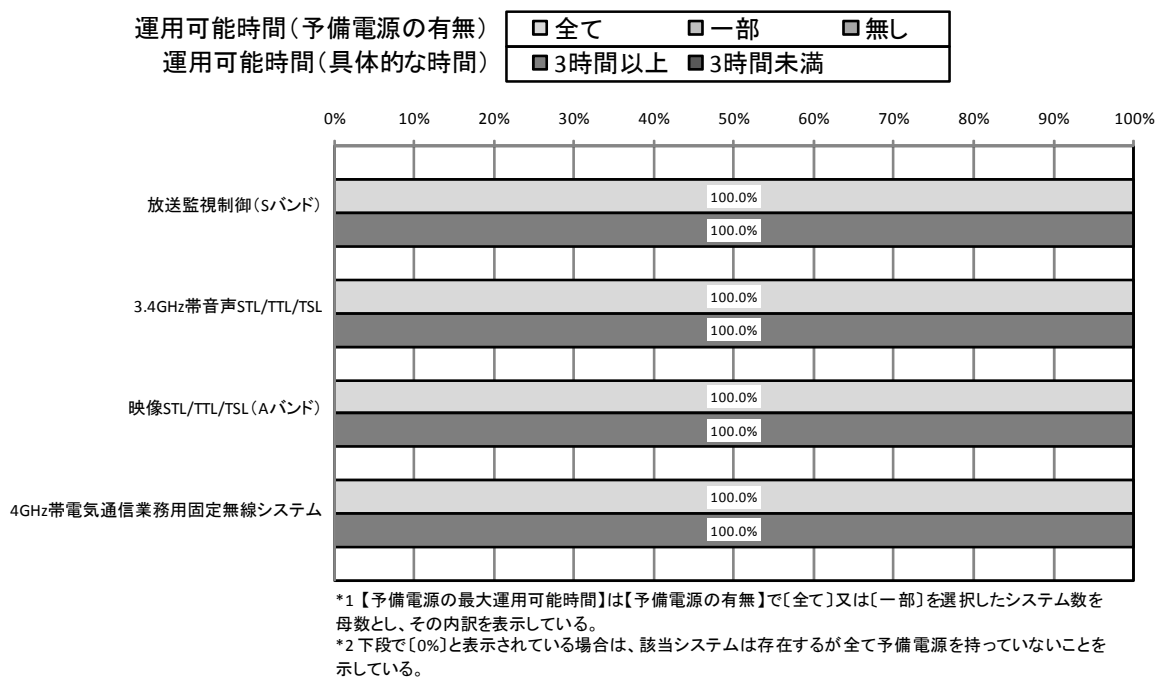 運用可能時間(予備電源の有無) 全て 一部 無し
運用可能時間(具体的な時間) 3時間以上 3時間未満
0% 10% 20% 30% 40% 50% 60% 70% 80% 90% 100%
放送監視制御(Sバンド) 100.0%
100.0%
3.4GHz帯音声STL/TTL/TSL 100.0%
100.0%
映像STL/TTL/TSL(Aバンド) 100.0%
100.0%
4GHz帯電気通信業務用固定無線システム 100.0%
100.0%
*1【予備電源の最大運用可能時間】は【予備電源の有無】で〔全て〕又は〔一部〕を選択したシステム数を
母数とし、その内訳を表示している。
*2 下段で〔0%〕と表示されている場合は、該当システムは存在するが全て予備電源を持っていないことを
示している。